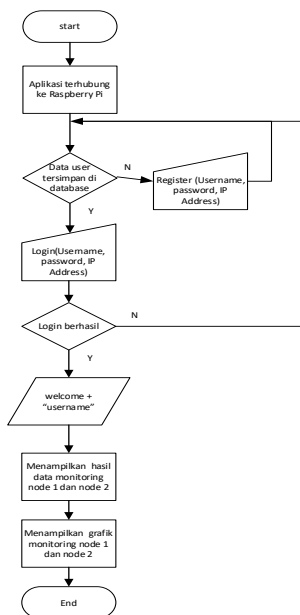 start
Aplikasi terhubung
ke Raspberry Pi
Data user
tersimpan di
database
N
Register (Username,
password, IP
Address)
Y
Login(Username,
password, IP
Address)
Login berhasil
N
Y
welcome +
“username”
Menampilkan hasil
data monitoring
node 1 dan node 2
Menampilkan grafik
monitoring node 1
dan node 2
End